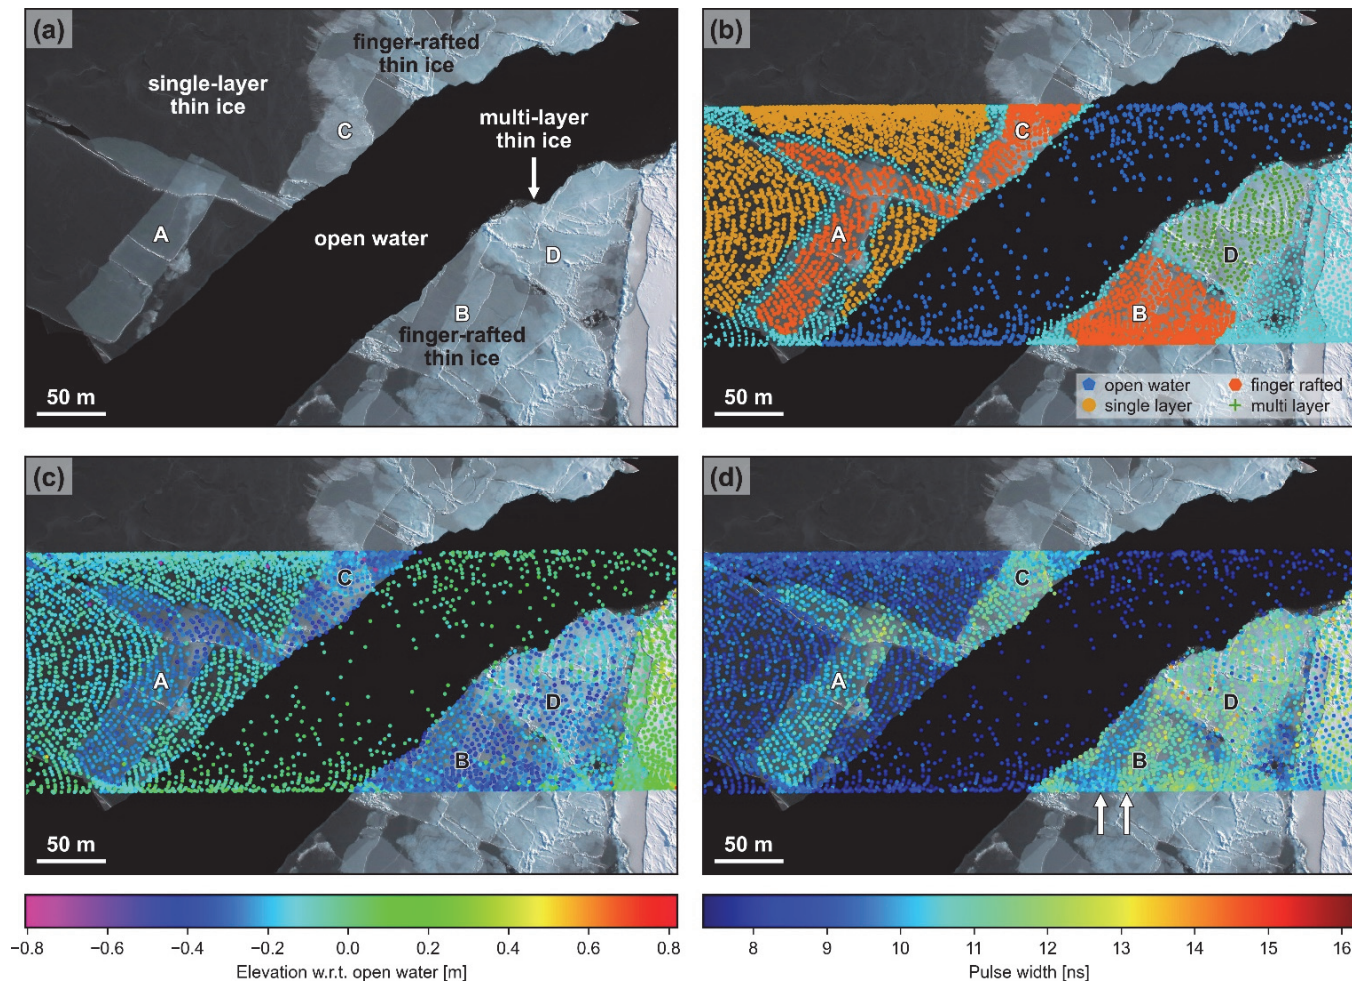 (a)
finger-rafted
thin ice
single-layer
thin ice
C
multi-layer
thin ice
A
open water
D
B
finger-rafted
thin ice
50 m
(b)
C
A
D
B
open water
finger rafted
single layer
multi layer
50 m
(c)
C
A
D
B
50 m
(d)
C
A
D
B
50 m
−0.8 −0.6 −0.4 −0.2 0.0 0.2 0.4 0.6 0.8
Elevation w.r.t. open water [m]
8 9 10 11 12 13 14 15 16
Pulse width [ns]